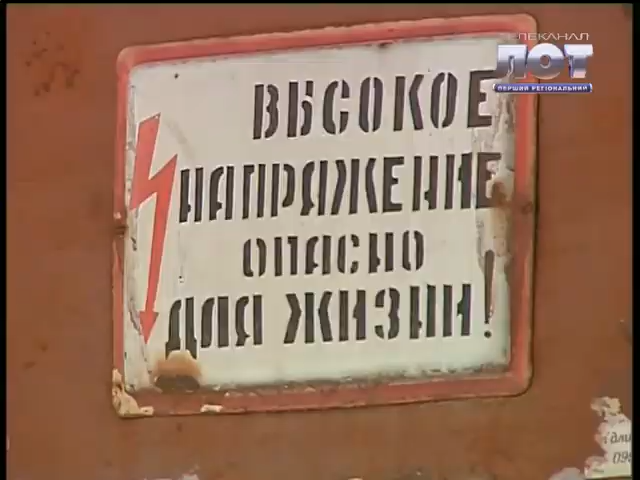 ТЕЛЕКАНАЛ
ЛОТ
ПЕРШИЙ РЕГІОНАЛЬНИЙ
ВЫСОКОЕ
НАПРЯЖЕНИЕ
ОПАСНО
ДЛЯ ЖИЗНИ!